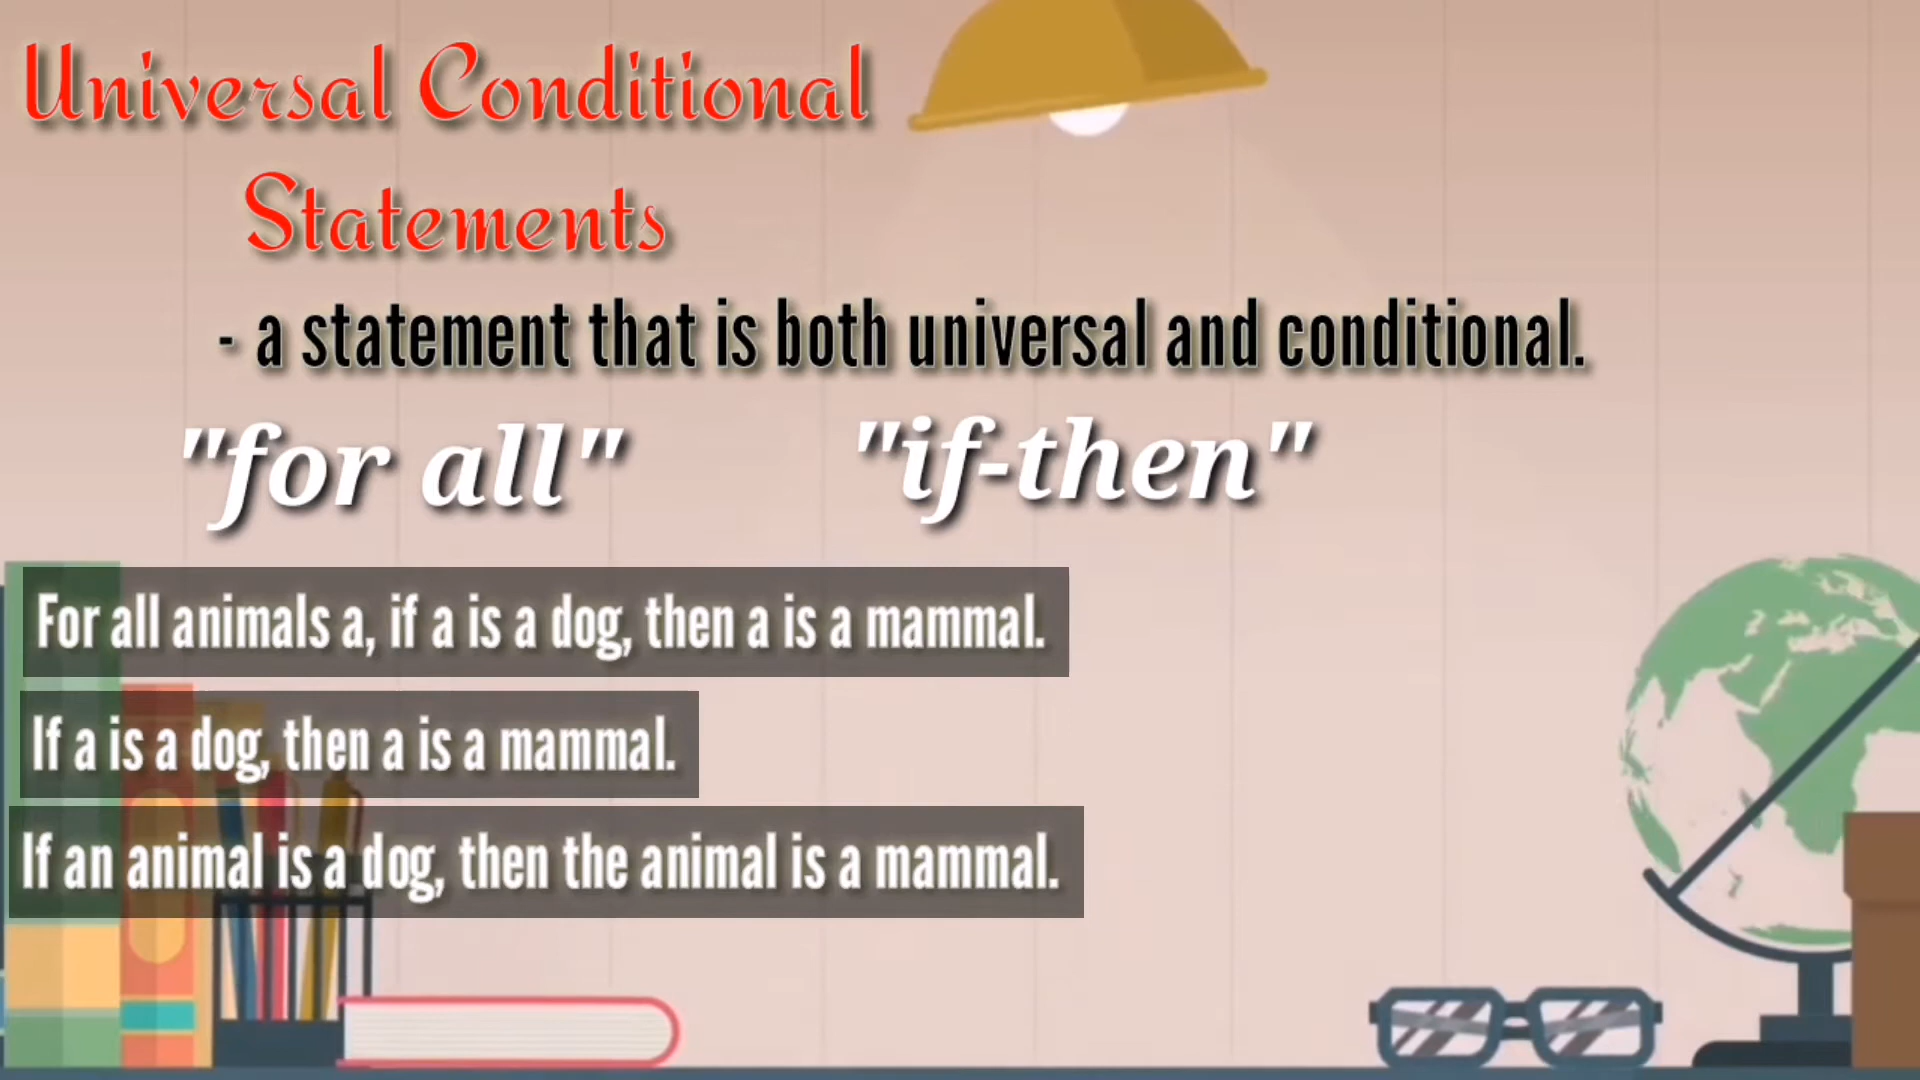 Universal Conditional
Statements
- a statement that is both universal and conditional.
"for all" "if-then"
For all animals a, if a is a dog, then a is a mammal.
If a is a dog, then a is a mammal.
If an animal is a dog, then the animal is a mammal.